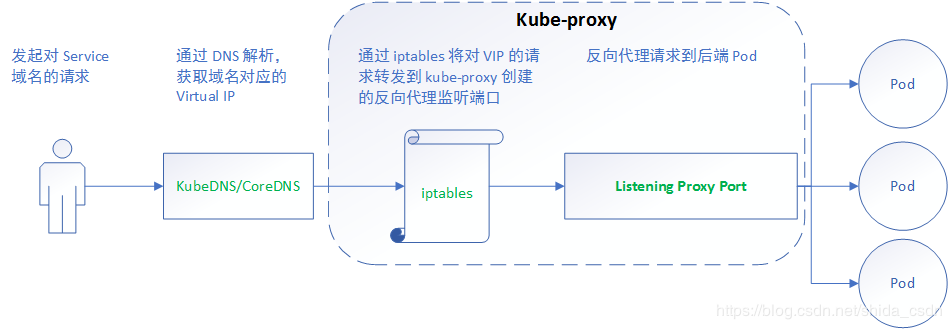 Kube-proxy
发起对 Service
域名的请求
通过 DNS 解析,
获取域名对应的
Virtual IP
通过 iptables 将对 VIP 的请
求转发到 kube-proxy 创建
的反向代理监听端口
反向代理请求到后端 Pod
KubeDNS/CoreDNS
iptables
Listening Proxy Port
Pod
Pod
Pod
https://blog.csdn.net/shida_csdn